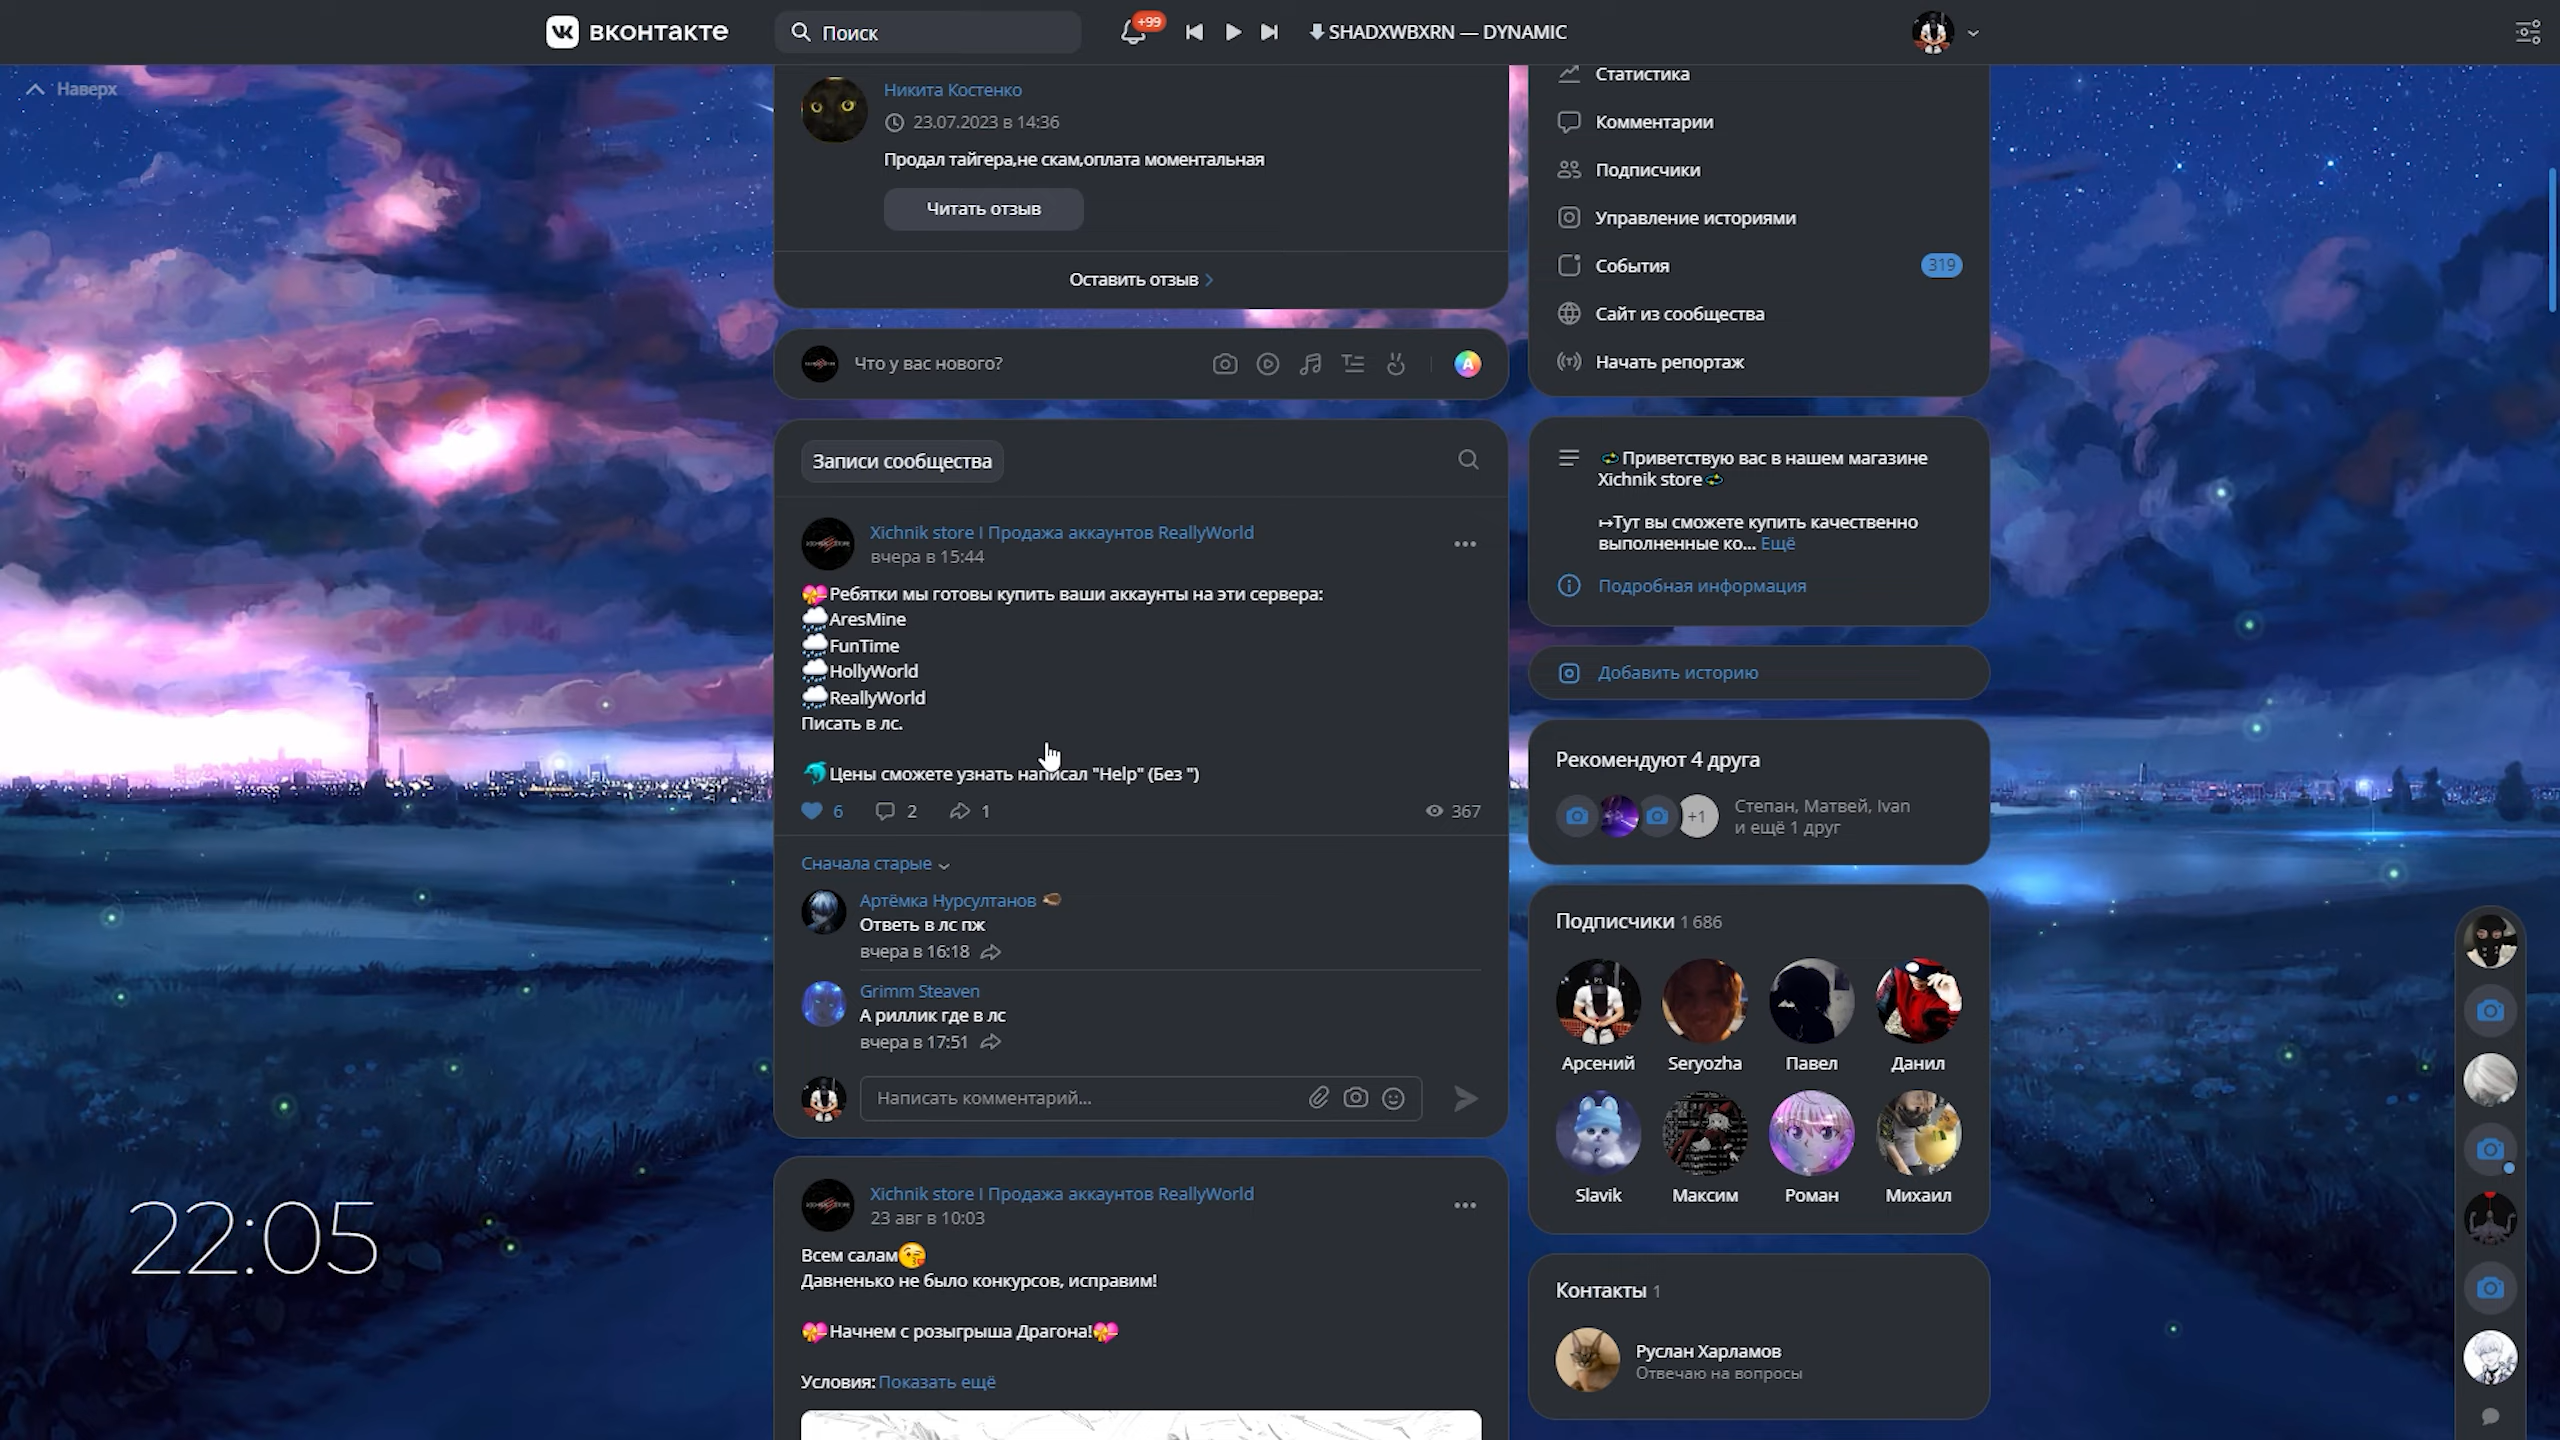 вконтакте
Поиск
+99
SHADXWBXRN — DYNAMIC
Наверх
Никита Костенко
23.07.2023 в 14:36
Продал тайгера,не скам,оплата моментальная
Читать отзыв
Оставить отзыв
Что у вас нового?
Записи сообщества
Xichnik store I Продажа аккаунтов ReallyWorld
вчера в 15:44
Ребятки мы готовы купить ваши аккаунты на эти сервера:
AresMine
FunTime
HollyWorld
ReallyWorld
Писать в лс.
Цены сможете узнать написал "Help" (Без ")
6
2
1
367
Сначала старые
Артёмка Нурсултанов
Ответь в лс пж
вчера в 16:18
Grimm Steaven
А риллик где в лс
вчера в 17:51
Написать комментарий...
Xichnik store I Продажа аккаунтов ReallyWorld
23 авг в 10:03
Всем салам
Давненько не было конкурсов, исправим!
Начнем с розыгрыша Драгона!
Условия: Показать ещё
Статистика
Комментарии
Подписчики
Управление историями
События
319
Сайт из сообщества
Начать репортаж
Приветствую вас в нашем магазине
Xichnik store
↦Тут вы сможете купить качественно
выполненные ко... Ещё
Подробная информация
Добавить историю
Рекомендуют 4 друга
+1
Степан, Матвей, Ivan
и ещё 1 друг
Подписчики 1 686
Арсений
Seryozha
Павел
Данил
Slavik
Максим
Роман
Михаил
Контакты 1
Руслан Харламов
Отвечаю на вопросы
22:05